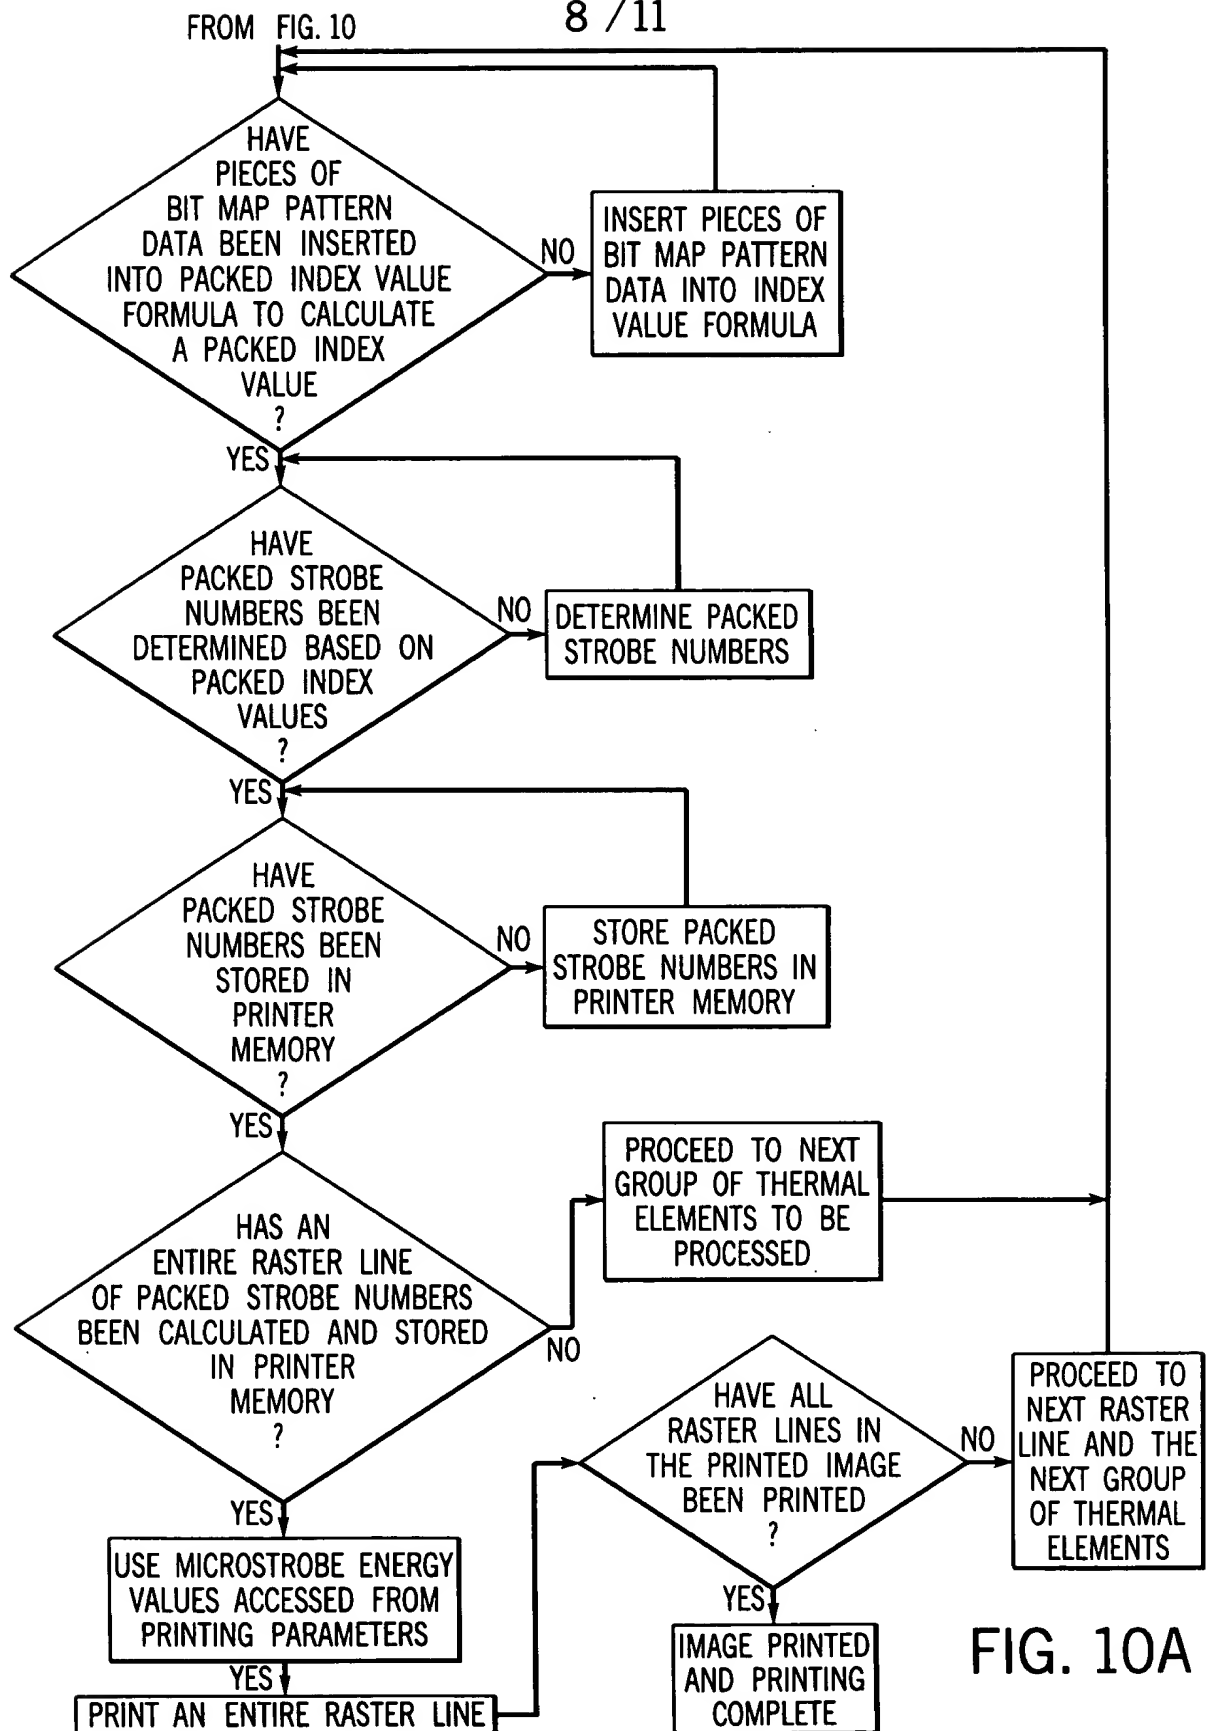 8 /11
FROM FIG. 10
HAVE
PIECES OF
BIT MAP PATTERN
DATA BEEN INSERTED
INTO PACKED INDEX VALUE
FORMULA TO CALCULATE
A PACKED INDEX
VALUE
?
NO
INSERT PIECES OF
BIT MAP PATTERN
DATA INTO INDEX
VALUE FORMULA
YES
HAVE
PACKED STROBE
NUMBERS BEEN
DETERMINED BASED ON
PACKED INDEX
VALUES
?
NO
DETERMINE PACKED
STROBE NUMBERS
YES
HAVE
PACKED STROBE
NUMBERS BEEN
STORED IN
PRINTER
MEMORY
?
NO
STORE PACKED
STROBE NUMBERS IN
PRINTER MEMORY
YES
HAS AN
ENTIRE RASTER LINE
OF PACKED STROBE NUMBERS
BEEN CALCULATED AND STORED
IN PRINTER
MEMORY
?
NO
PROCEED TO NEXT
GROUP OF THERMAL
ELEMENTS TO BE
PROCESSED
YES
USE MICROSTROBE ENERGY
VALUES ACCESSED FROM
PRINTING PARAMETERS
YES
PRINT AN ENTIRE RASTER LINE
HAVE ALL
RASTER LINES IN
THE PRINTED IMAGE
BEEN PRINTED
?
NO
PROCEED TO
NEXT RASTER
LINE AND THE
NEXT GROUP
OF THERMAL
ELEMENTS
YES
IMAGE PRINTED
AND PRINTING
COMPLETE
FIG. 10A